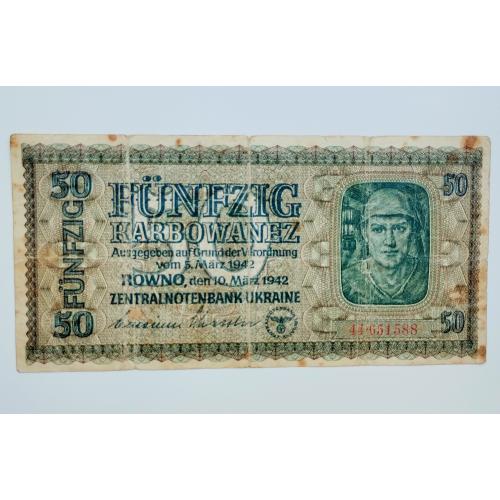 50
FÜNFZIG
50
FÜNFZIG
KARBOWANEZ
Ausgegeben auf Grund der Verordnung
vom 5. März 1942
ROWNO, den 10. März 1942
ZENTRALNOTENBANK UKRAINE
50
44·651588
50